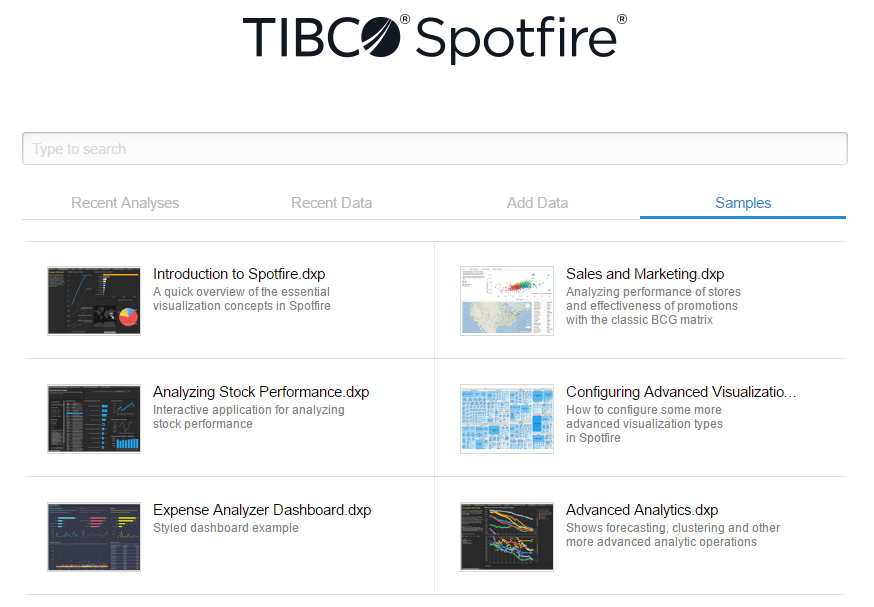 TIBCO® Spotfire®
Type to search
Recent Analyses
Recent Data
Add Data
Samples
Introduction to Spotfire.dxp
A quick overview of the essential
visualization concepts in Spotfire
Sales and Marketing.dxp
Analyzing performance of stores
and effectiveness of promotions
with the classic BCG matrix
Analyzing Stock Performance.dxp
Interactive application for analyzing
stock performance
Configuring Advanced Visualizatio...
How to configure some more
advanced visualization types
in Spotfire
Expense Analyzer Dashboard.dxp
Styled dashboard example
Advanced Analytics.dxp
Shows forecasting, clustering and other
more advanced analytic operations